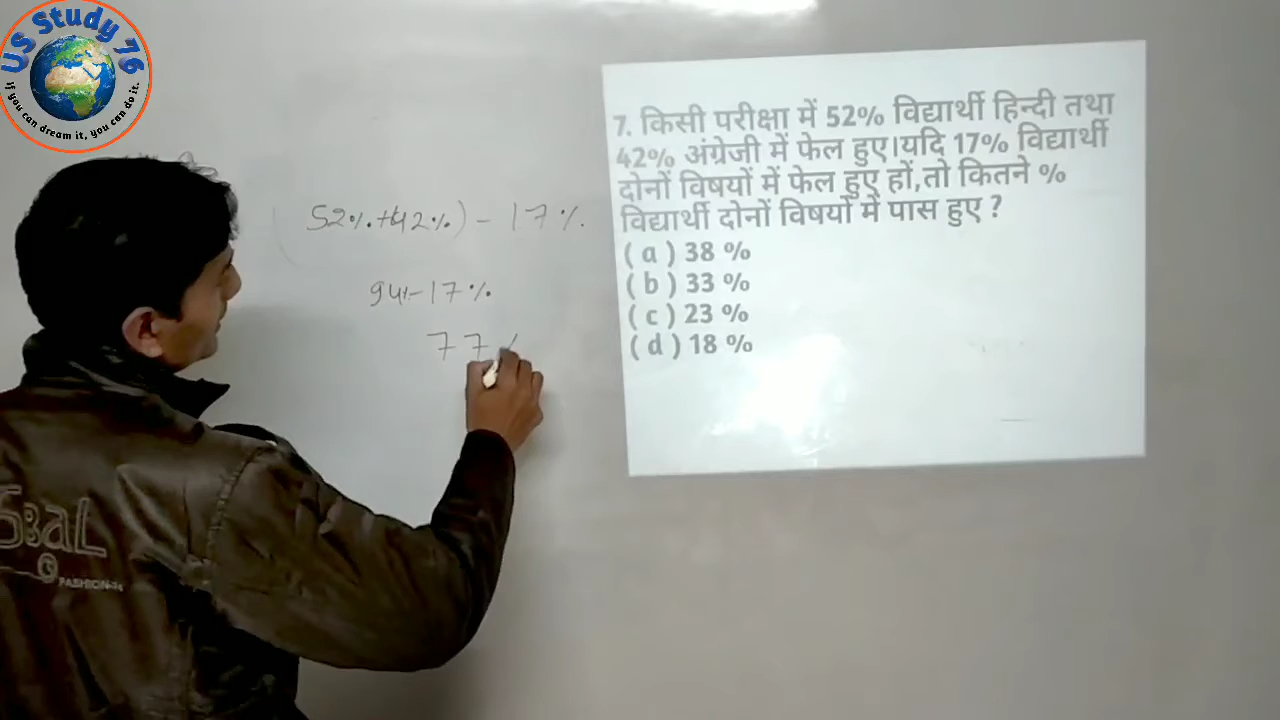 US Study 76
If you can dream it, you can do it.
7. किसी परीक्षा में 52% विद्यार्थी हिन्दी तथा
42% अंग्रेजी में फेल हुए।यदि 17% विद्यार्थी
दोनों विषयों में फेल हुए हों,तो कितने %
विद्यार्थी दोनों विषयों में पास हुए ?
( a ) 38 %
( b ) 33 %
( c ) 23 %
( d ) 18 %
(52%+42%) - 17%.
94%-17%
77%
FASHION